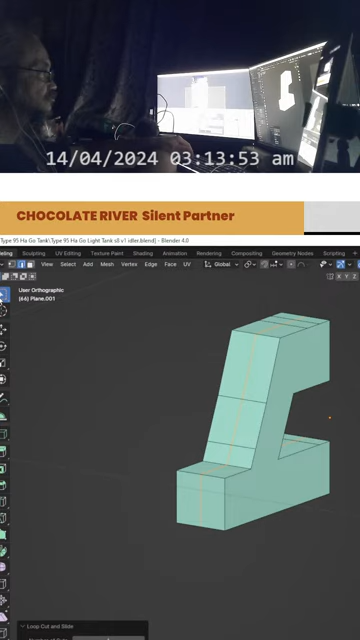 14/04/2024 03:13:53 am
CHOCOLATE RIVER Silent Partner
Type 95 Ha Go Tank\Type 95 Ha Go Light Tank s8 v1 idler.blend] - Blender 4.0
eling Sculpting UV Editing Texture Paint Shading Animation Rendering Compositing Geometry Nodes Scripting
View Select Add Mesh Vertex Edge Face UV Global
X Y Z
User Orthographic
(66) Plane.001
Loop Cut and Slide